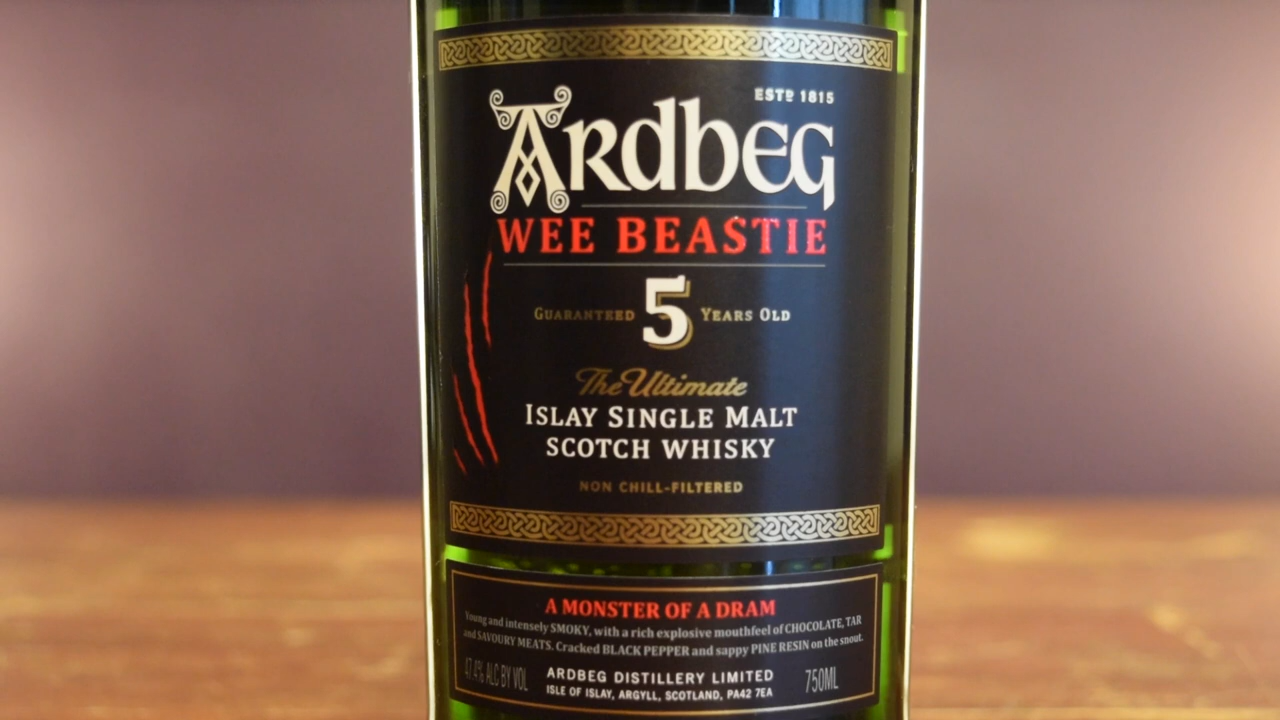 ESTD 1815
ARDBEG
WEE BEASTIE
GUARANTEED 5 YEARS OLD
The Ultimate
ISLAY SINGLE MALT
SCOTCH WHISKY
NON CHILL-FILTERED
A MONSTER OF A DRAM
Young and intensely SMOKY, with a rich explosive mouthfeel of CHOCOLATE, TAR
and SAVOURY MEATS. Cracked BLACK PEPPER and sappy PINE RESIN on the snout.
47.4% ALC BY VOL ARDBEG DISTILLERY LIMITED 750ML
ISLE OF ISLAY, ARGYLL, SCOTLAND, PA42 7EA